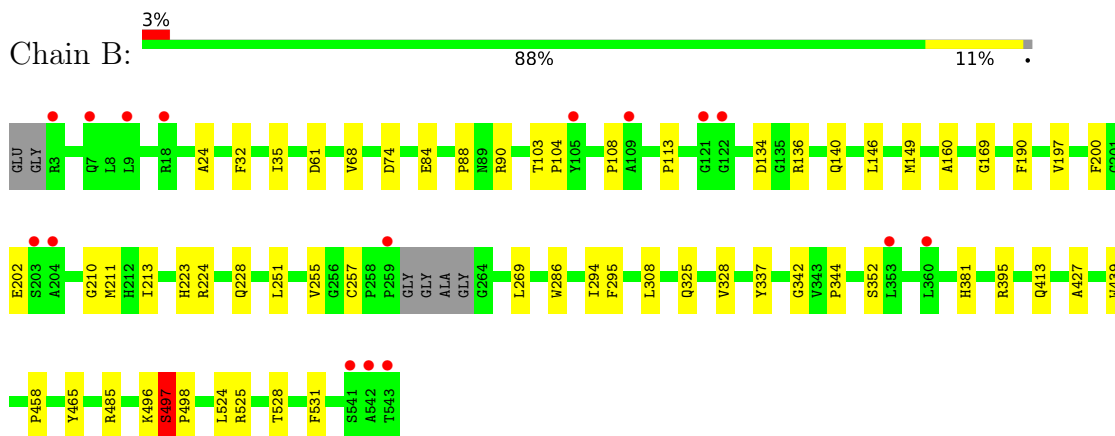 3%
Chain B:
88% 11% •
GLU GLY R3 Q7 L8 L9 R18 A24 F32 I35 D61 V68 D74 E84 P88 N89 R90 T103 P104 Y105 P108 A109 P113 G121 G122 D134 G135 R136 Q140 L146 M149 A160 G169 F190 V197 F200 G201
E202 S203 A204 G210 M211 H212 I213 H223 R224 Q228 L251 V255 G256 C257 P258 P259 GLY GLY ALA GLY G264 L269 W286 I294 F295 L308 Q325 V328 Y337 G342 V343 P344 S352 L353 L360 H381 R395 Q413 A427 W439
P458 Y465 R485 K496 S497 P498 L524 R525 T528 F531 S541 A542 T543